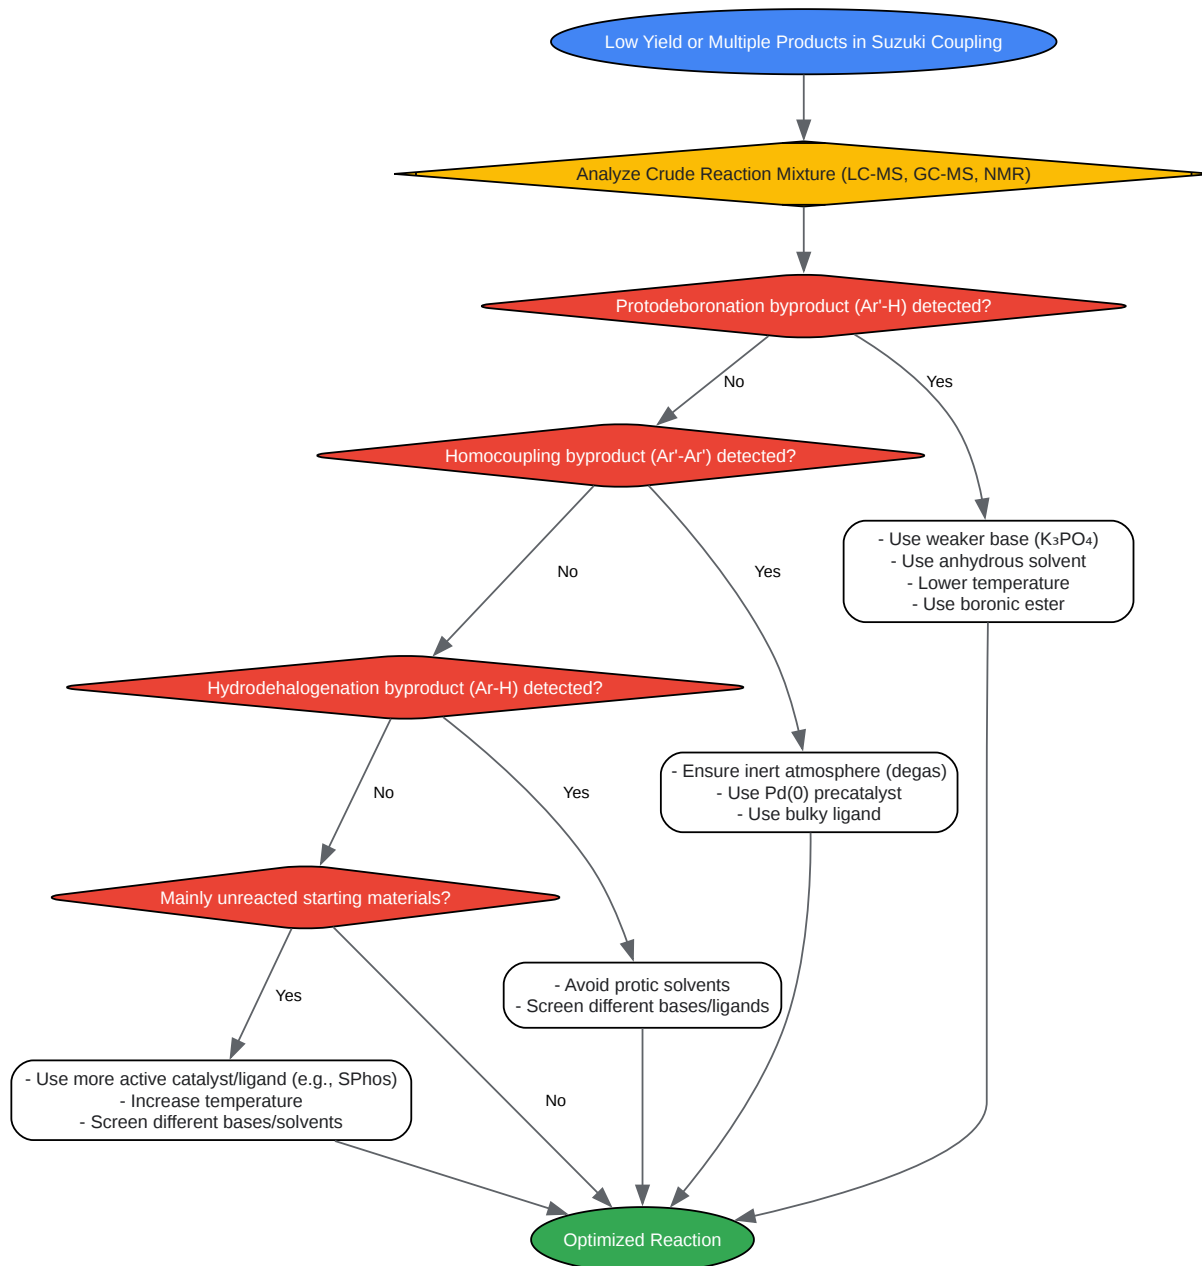 Low Yield or Multiple Products in Suzuki Coupling
Analyze Crude Reaction Mixture (LC-MS, GC-MS, NMR)
Protodeboronation byproduct (Ar'-H) detected?
No
Yes
Homocoupling byproduct (Ar'-Ar') detected?
- Use weaker base (K₃PO₄)
- Use anhydrous solvent
- Lower temperature
- Use boronic ester
No
Yes
Hydrodehalogenation byproduct (Ar-H) detected?
- Ensure inert atmosphere (degas)
- Use Pd(0) precatalyst
- Use bulky ligand
No
Yes
Mainly unreacted starting materials?
- Avoid protic solvents
- Screen different bases/ligands
Yes
No
- Use more active catalyst/ligand (e.g., SPhos)
- Increase temperature
- Screen different bases/solvents
Optimized Reaction